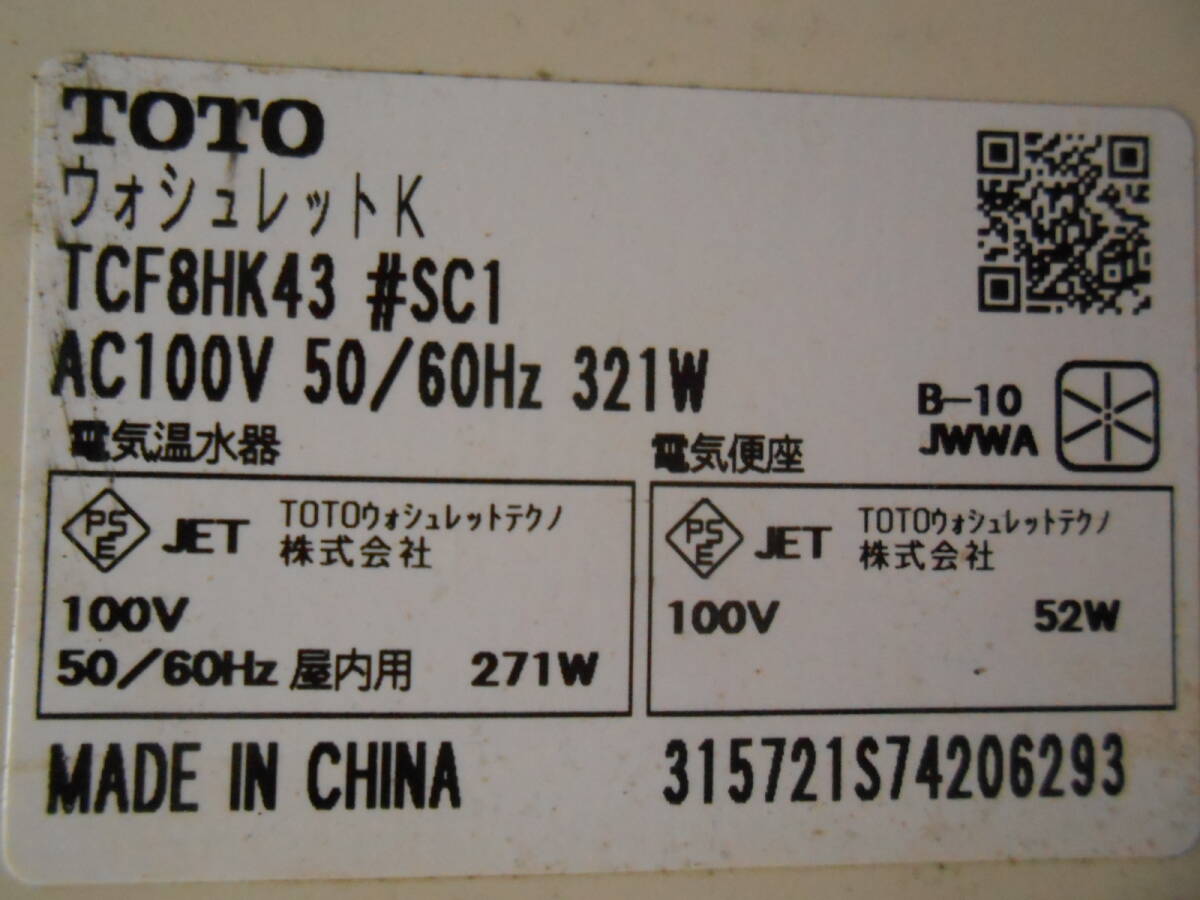 TOTO
ウォシュレットK
TCF8HK43 #SC1
AC100V 50/60Hz 321W
B-10
JWWA
電気温水器
PSE JET TOTOウォシュレットテクノ
株式会社
100V
50/60Hz 屋内用 271W
電気便座
PSE JET TOTOウォシュレットテクノ
株式会社
100V 52W
MADE IN CHINA 315721S74206293